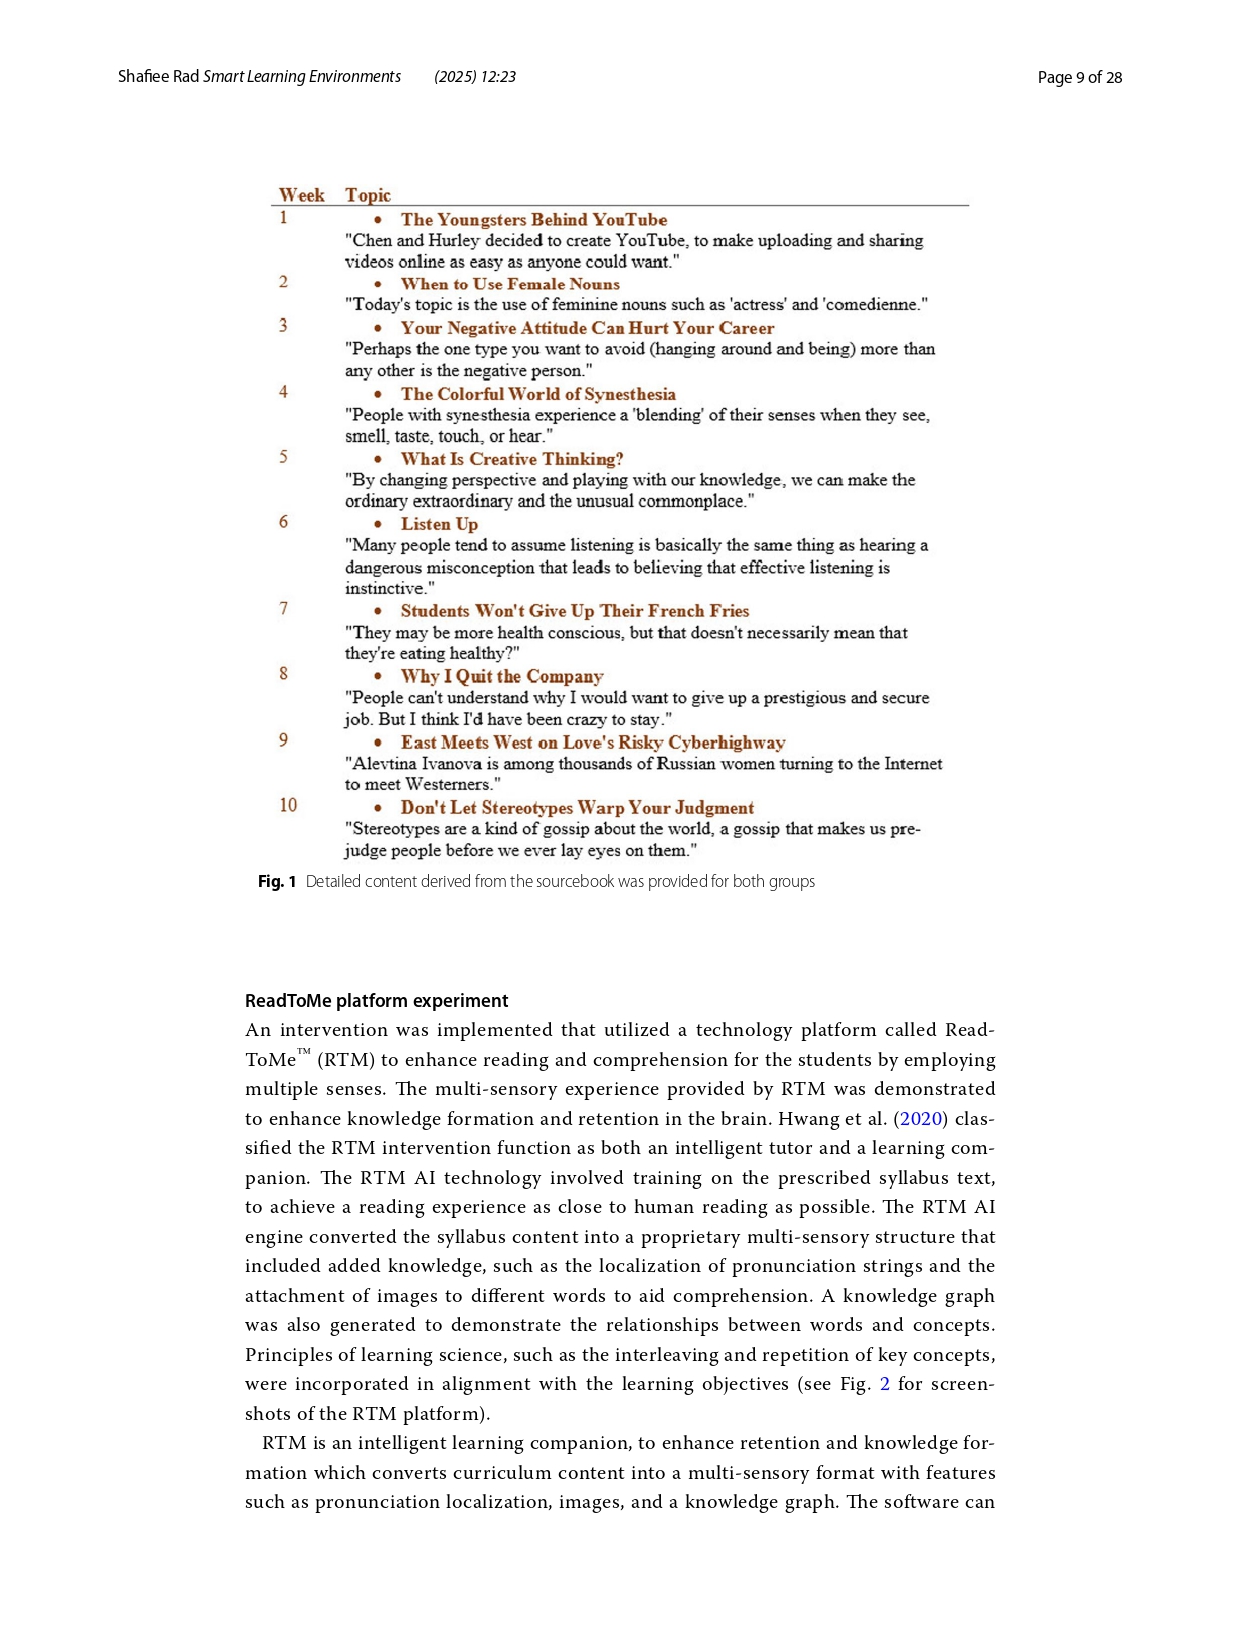 Shafiee Rad Smart Learning Environments (2025) 12:23
Page 9 of 28
Week Topic
1 • The Youngsters Behind YouTube
"Chen and Hurley decided to create YouTube, to make uploading and sharing
videos online as easy as anyone could want."
2 • When to Use Female Nouns
"Today's topic is the use of feminine nouns such as 'actress' and 'comedienne."
3 • Your Negative Attitude Can Hurt Your Career
"Perhaps the one type you want to avoid (hanging around and being) more than
any other is the negative person."
4 • The Colorful World of Synesthesia
"People with synesthesia experience a 'blending' of their senses when they see,
smell, taste, touch, or hear."
5 • What Is Creative Thinking?
"By changing perspective and playing with our knowledge, we can make the
ordinary extraordinary and the unusual commonplace."
6 • Listen Up
"Many people tend to assume listening is basically the same thing as hearing a
dangerous misconception that leads to believing that effective listening is
instinctive."
7 • Students Won't Give Up Their French Fries
"They may be more health conscious, but that doesn't necessarily mean that
they're eating healthy?"
8 • Why I Quit the Company
"People can't understand why I would want to give up a prestigious and secure
job. But I think I'd have been crazy to stay."
9 • East Meets West on Love's Risky Cyberhighway
"Alevtina Ivanova is among thousands of Russian women turning to the Internet
to meet Westerners."
10 • Don't Let Stereotypes Warp Your Judgment
"Stereotypes are a kind of gossip about the world, a gossip that makes us pre-
judge people before we ever lay eyes on them."
Fig. 1 Detailed content derived from the sourcebook was provided for both groups
ReadToMe platform experiment
An intervention was implemented that utilized a technology platform called Read-
ToMe™ (RTM) to enhance reading and comprehension for the students by employing
multiple senses. The multi-sensory experience provided by RTM was demonstrated
to enhance knowledge formation and retention in the brain. Hwang et al. (2020) clas-
sified the RTM intervention function as both an intelligent tutor and a learning com-
panion. The RTM AI technology involved training on the prescribed syllabus text,
to achieve a reading experience as close to human reading as possible. The RTM AI
engine converted the syllabus content into a proprietary multi-sensory structure that
included added knowledge, such as the localization of pronunciation strings and the
attachment of images to different words to aid comprehension. A knowledge graph
was also generated to demonstrate the relationships between words and concepts.
Principles of learning science, such as the interleaving and repetition of key concepts,
were incorporated in alignment with the learning objectives (see Fig. 2 for screen-
shots of the RTM platform).
RTM is an intelligent learning companion, to enhance retention and knowledge for-
mation which converts curriculum content into a multi-sensory format with features
such as pronunciation localization, images, and a knowledge graph. The software can